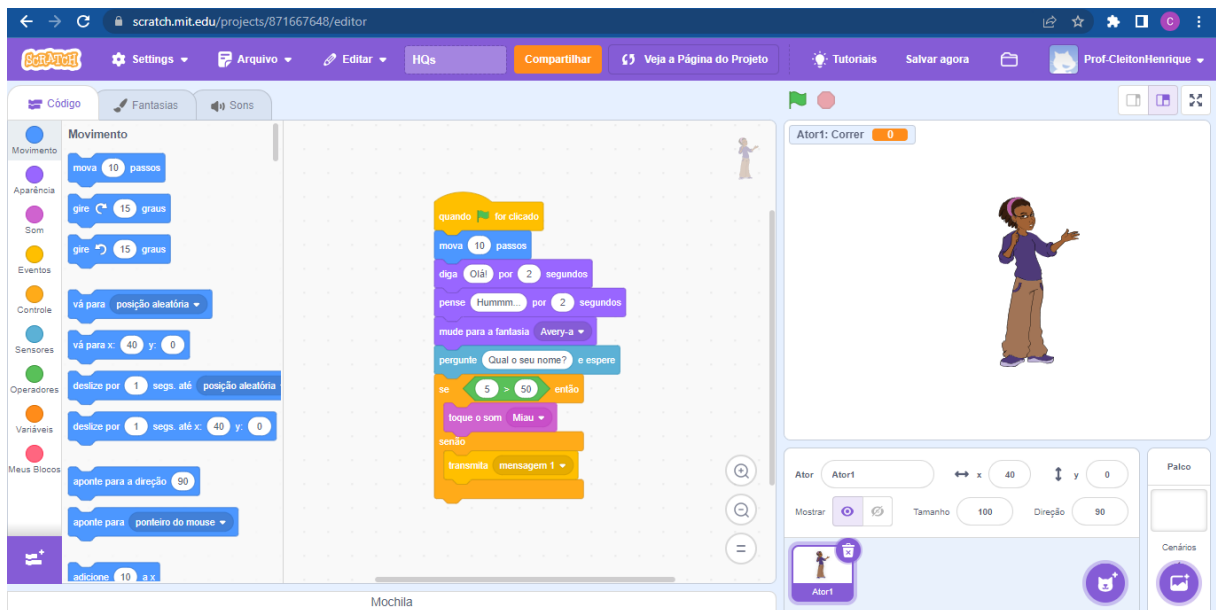 scratch.mit.edu/projects/871667648/editor
C
SCRATCH
Settings
Arquivo
Editar
HQs
Compartilhar
Veja a Página do Projeto
Tutoriais
Salvar agora
Prof-CleitonHenrique
Código
Fantasias
Sons
Movimento
Aparência
Som
Eventos
Controle
Sensores
Operadores
Variáveis
Meus Blocos
Movimento
mova 10 passos
gire 15 graus
gire 15 graus
vá para posição aleatória
vá para x: 40 y: 0
deslize por 1 segs. até posição aleatória
deslize por 1 segs. até x: 40 y: 0
aponte para a direção 90
aponte para ponteiro do mouse
adicione 10 a x
quando for clicado
mova 10 passos
diga Olá! por 2 segundos
pense Hummm... por 2 segundos
mude para a fantasia Avery-a
pergunte Qual o seu nome? e espere
se 5 > 50 então
toque o som Miau
senão
transmita mensagem 1
Mochila
Ator1: Correr 0
Ator Ator1 x 40 y 0
Mostrar Tamanho 100 Direção 90
Ator1
Palco
Cenários